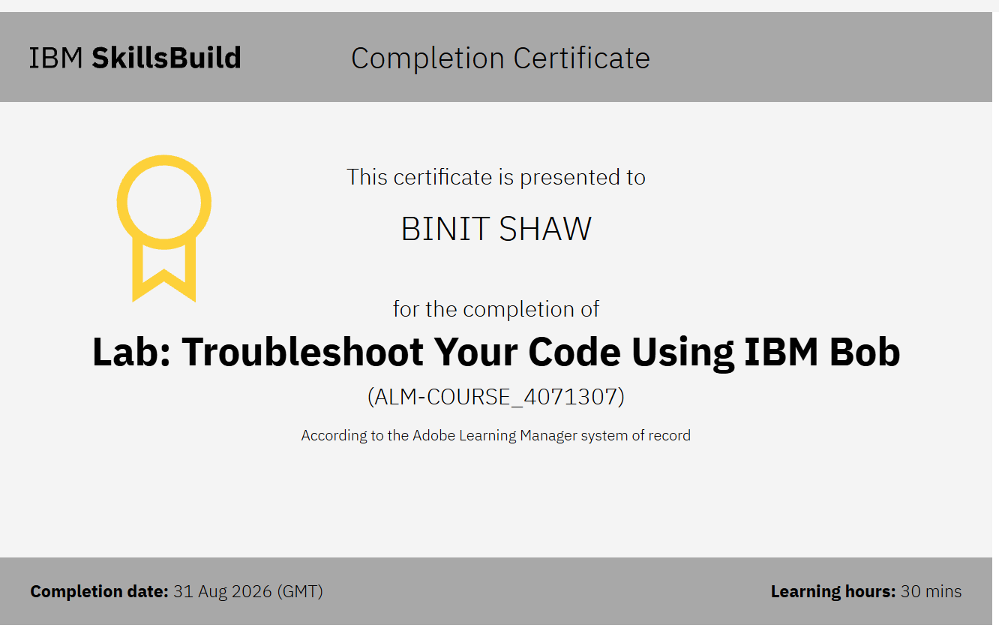 IBM SkillsBuild
Completion Certificate
This certificate is presented to
BINIT SHAW
for the completion of
Lab: Troubleshoot Your Code Using IBM Bob
(ALM-COURSE_4071307)
According to the Adobe Learning Manager system of record
Completion date: 31 Aug 2026 (GMT)
Learning hours: 30 mins